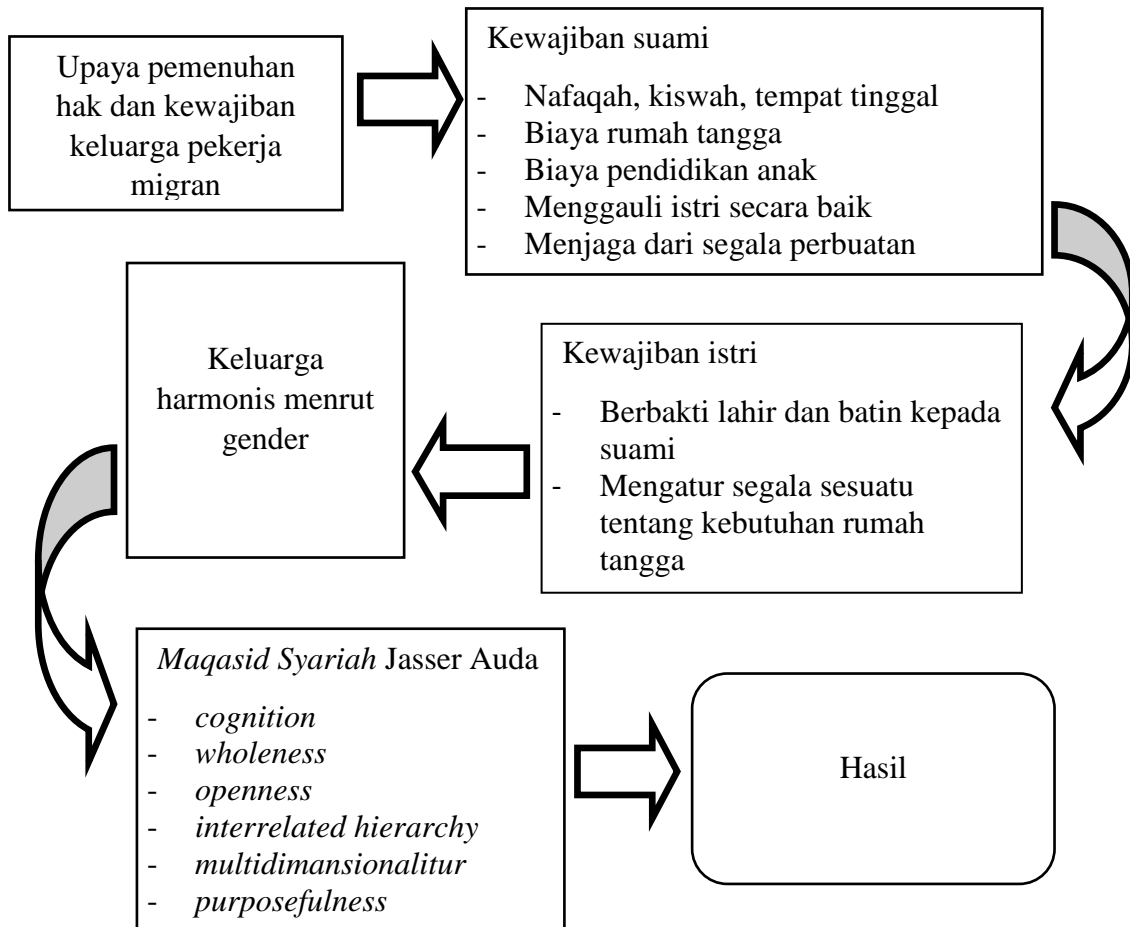 Upaya pemenuhan
hak dan kewajiban
keluarga pekerja
migran
Kewajiban suami
- Nafaqah, kiswah, tempat tinggal
- Biaya rumah tangga
- Biaya pendidikan anak
- Menggauli istri secara baik
- Menjaga dari segala perbuatan
Kewajiban istri
- Berbakti lahir dan batin kepada
suami
- Mengatur segala sesuatu
tentang kebutuhan rumah
tangga
Keluarga
harmonis menrut
gender
Maqasid Syariah Jasser Auda
- cognition
- wholeness
- openness
- interrelated hierarchy
- multidimansionalitur
- purposefulness
Hasil